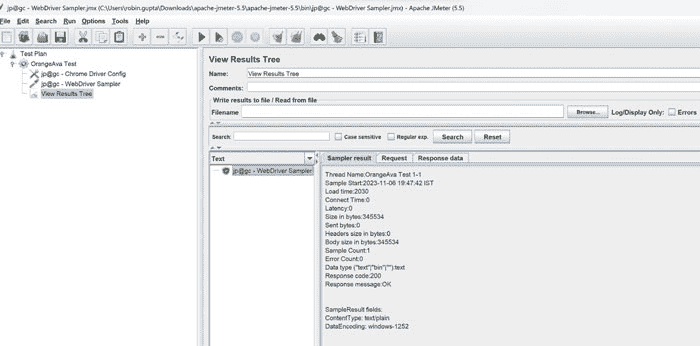 jp@gc - WebDriver Sampler.jmx (C:\Users\robin.gupta\Downloads\apache-jmeter-5.5\apache-jmeter-5.5\bin\jp@gc - WebDriver Sampler.jmx) - Apache JMeter (5.5)
File Edit Search Run Options Tools Help
Test Plan
OrangeAva Test
jp@gc - Chrome Driver Config
jp@gc - WebDriver Sampler
View Results Tree
View Results Tree
Name: View Results Tree
Comments:
Write results to file / Read from file
Filename Browse... Log/Display Only: Errors
Search: Case sensitive Regular exp. Search Reset
Text
jp@gc - WebDriver Sampler
Sampler result Request Response data
Thread Name:OrangeAva Test 1-1
Sample Start:2023-11-06 19:47:42 IST
Load time:2030
Connect Time:0
Latency:0
Size in bytes:345534
Sent bytes:0
Headers size in bytes:0
Body size in bytes:345534
Sample Count:1
Error Count:0
Data type ("text"|"bin"|""):text
Response code:200
Response message:OK
SampleResult fields:
ContentType: text/plain
DataEncoding: windows-1252